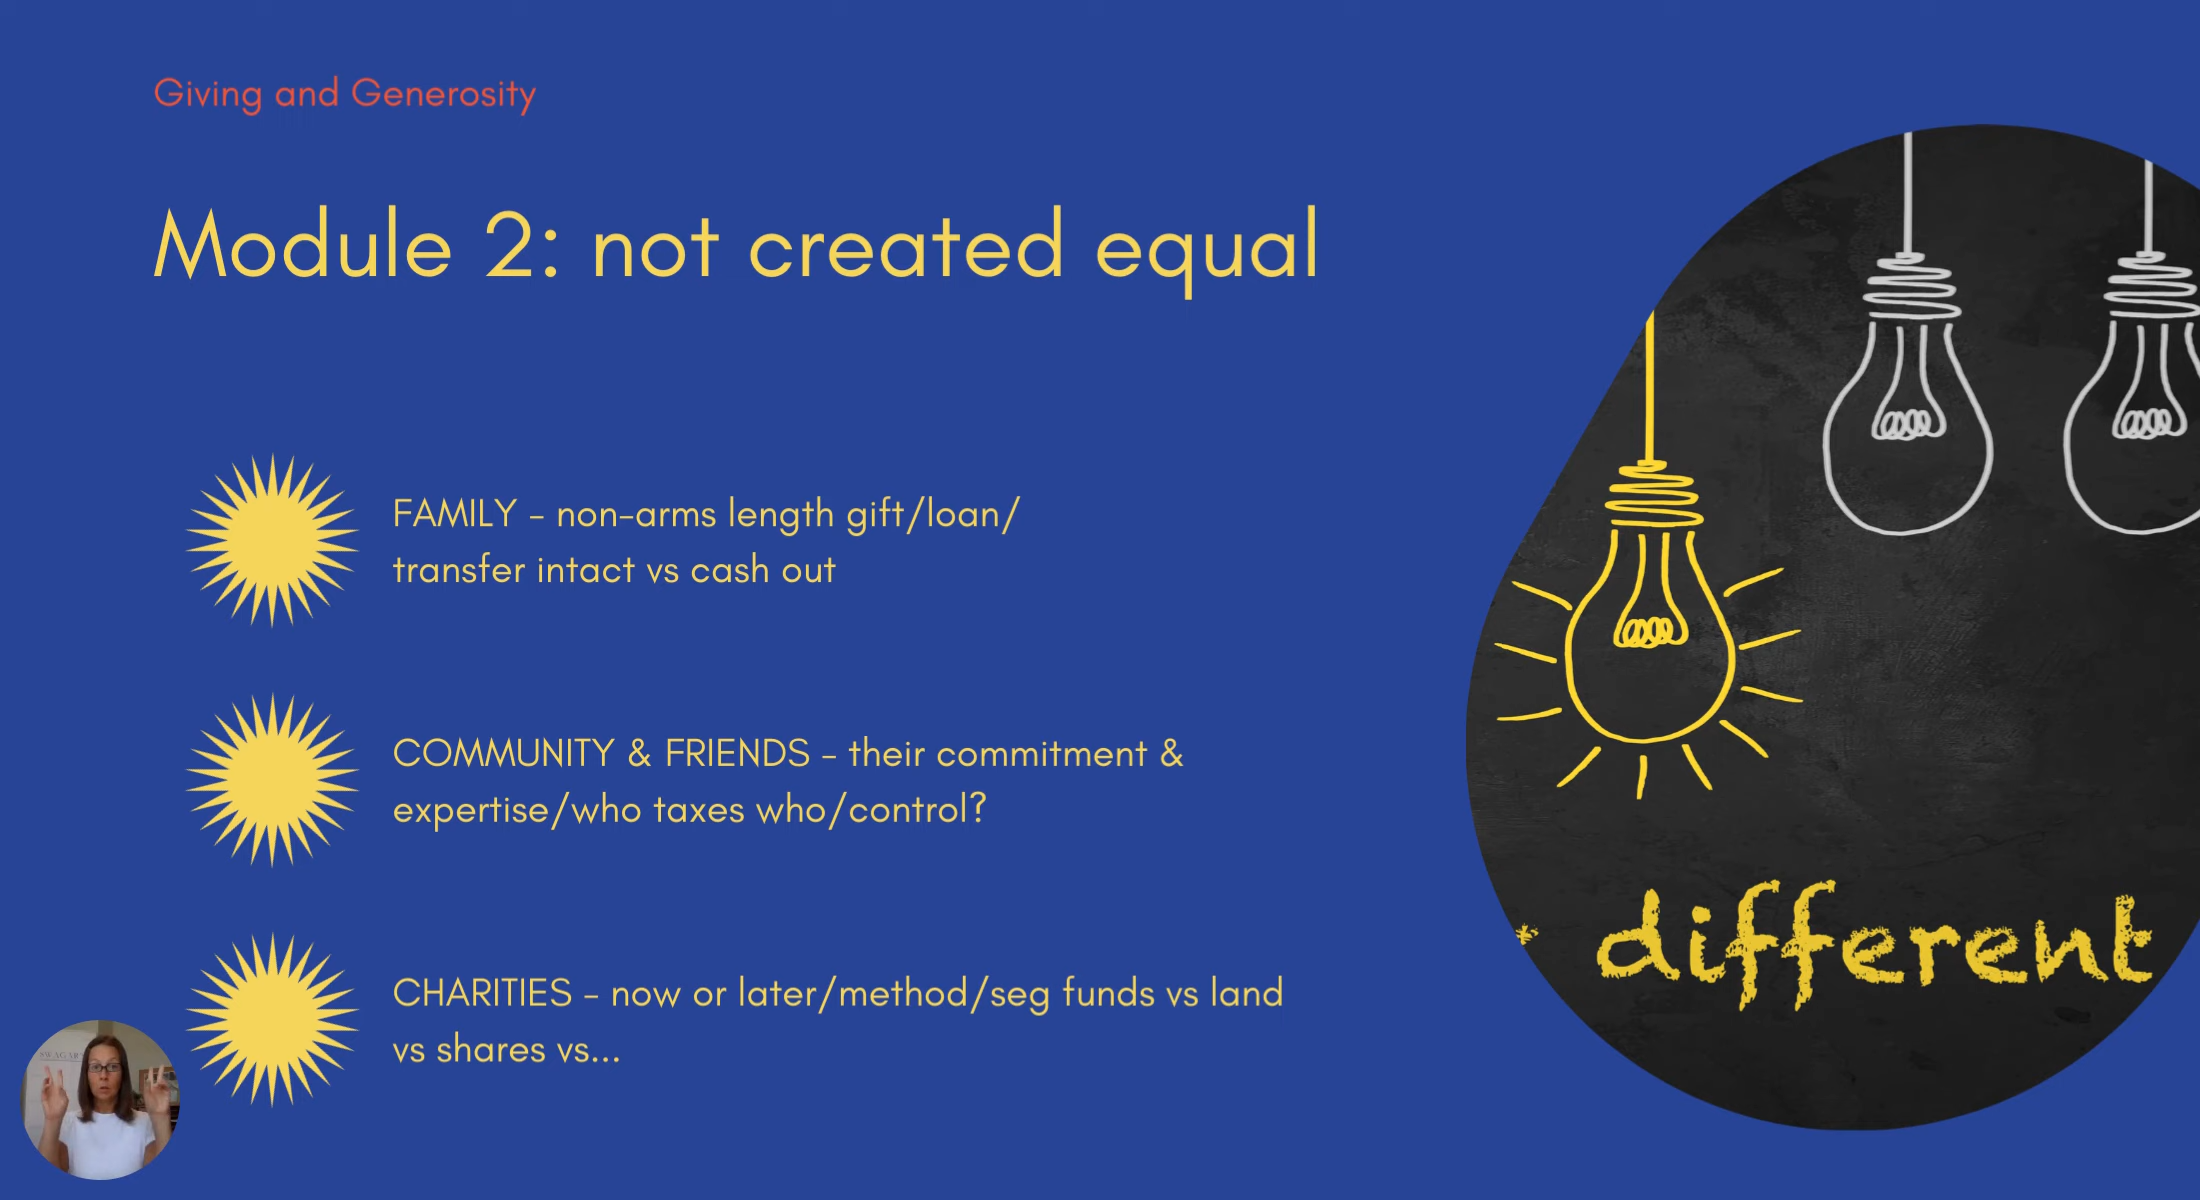 Giving and Generosity
Module 2: not created equal
FAMILY - non-arms length gift/loan/
transfer intact vs cash out
COMMUNITY & FRIENDS - their commitment &
expertise/who taxes who/control?
CHARITIES - now or later/method/seg funds vs land
vs shares vs...
different